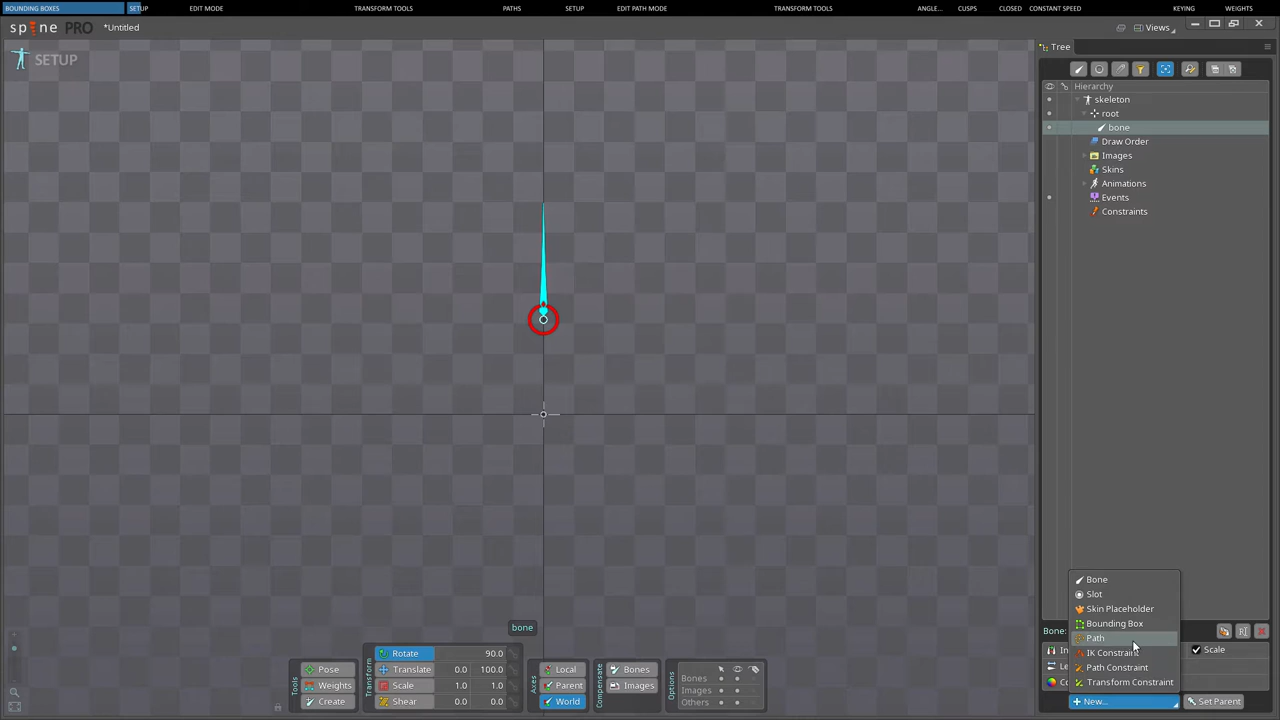 BOUNDING BOXES SETUP EDIT MODE TRANSFORM TOOLS PATHS SETUP EDIT PATH MODE TRANSFORM TOOLS ANGLE... CUSPS CLOSED CONSTANT SPEED KEYING WEIGHTS
spine PRO *Untitled Views
SETUP
Tree
Hierarchy
skeleton
root
bone
Draw Order
Images
Skins
Animations
Events
Constraints
Bone
Slot
Skin Placeholder
Bounding Box
Path
IK Constraint
Path Constraint
Transform Constraint
Bone:
Scale
New...
Set Parent
bone
Tools
Pose
Weights
Create
Transform
Rotate 90.0
Translate 0.0 100.0
Scale 1.0 1.0
Shear 0.0 0.0
Axes
Local
Parent
World
Compensate
Bones
Images
Options
Bones
Images
Others